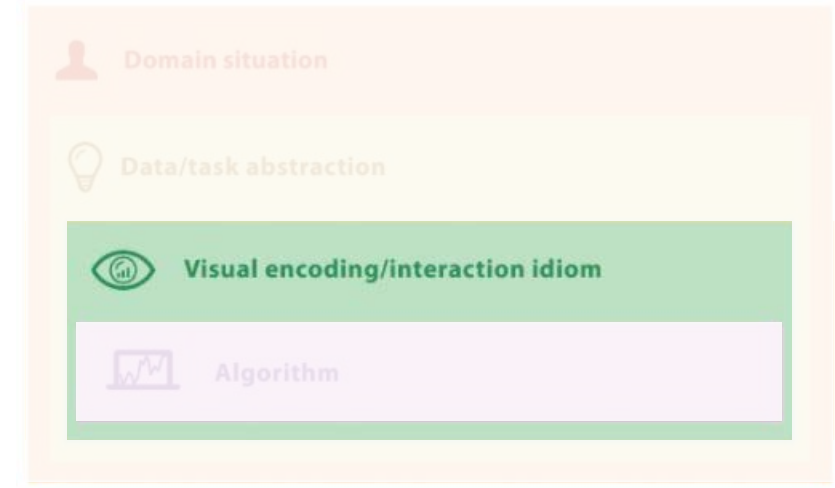 Domain situation
Data/task abstraction
Visual encoding/interaction idiom
Algorithm